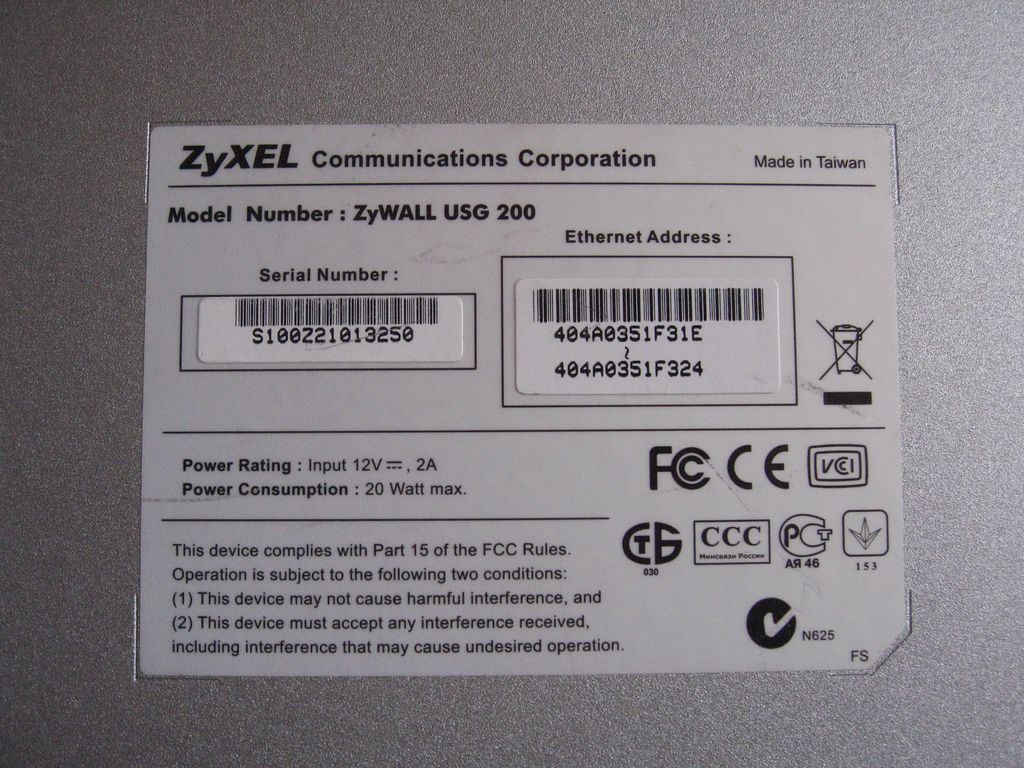 ZyXEL Communications Corporation Made in Taiwan
Model Number : ZyWALL USG 200
Ethernet Address :
Serial Number :
S100Z21013250
404A0351F31E
~
404A0351F324
Power Rating : Input 12V⎓, 2A
Power Consumption : 20 Watt max.
FC CE VCI
This device complies with Part 15 of the FCC Rules.
Operation is subject to the following two conditions:
(1) This device may not cause harmful interference, and
(2) This device must accept any interference received,
including interference that may cause undesired operation.
030
CCC
Минсвязи России
РСТ
АЯ 46
153
N625
FS